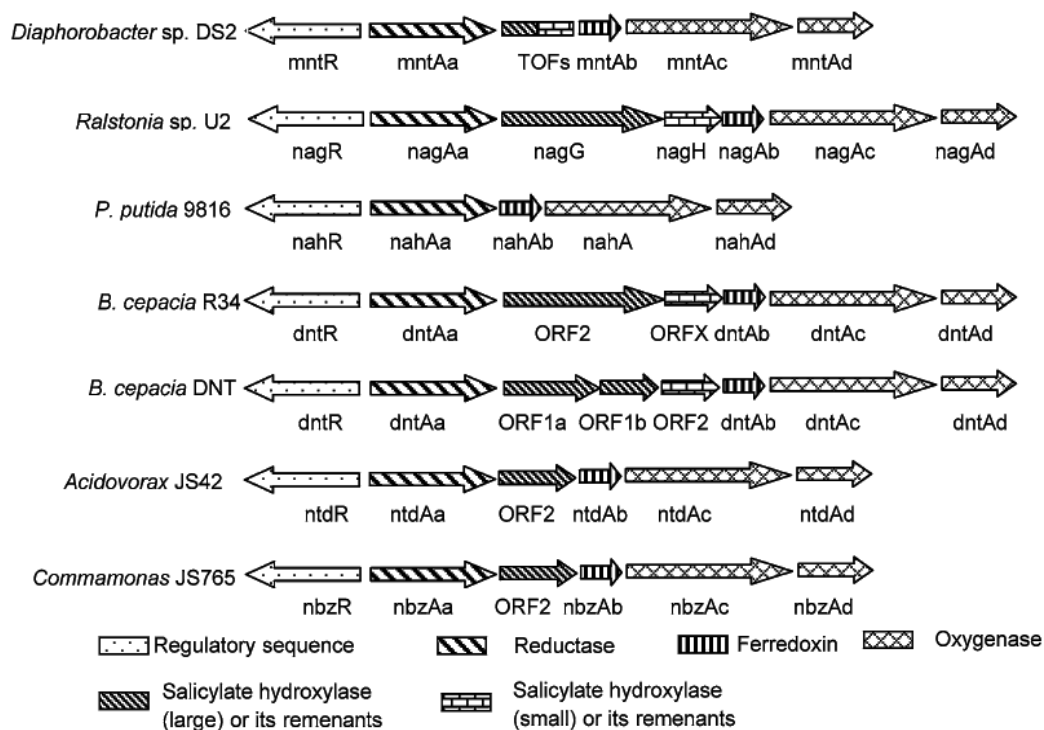 Diaphorobacter sp. DS2
mntR mntAa TOFs mntAb mntAc mntAd
Ralstonia sp. U2
nagR nagAa nagG nagH nagAb nagAc nagAd
P. putida 9816
nahR nahAa nahAb nahA nahAd
B. cepacia R34
dntR dntAa ORF2 ORFX dntAb dntAc dntAd
B. cepacia DNT
dntR dntAa ORF1a ORF1b ORF2 dntAb dntAc dntAd
Acidovorax JS42
ntdR ntdAa ORF2 ntdAb ntdAc ntdAd
Commamonas JS765
nbzR nbzAa ORF2 nbzAb nbzAc nbzAd
Regulatory sequence Reductase Ferredoxin Oxygenase
Salicylate hydroxylase
(large) or its remenants
Salicylate hydroxylase
(small) or its remenants